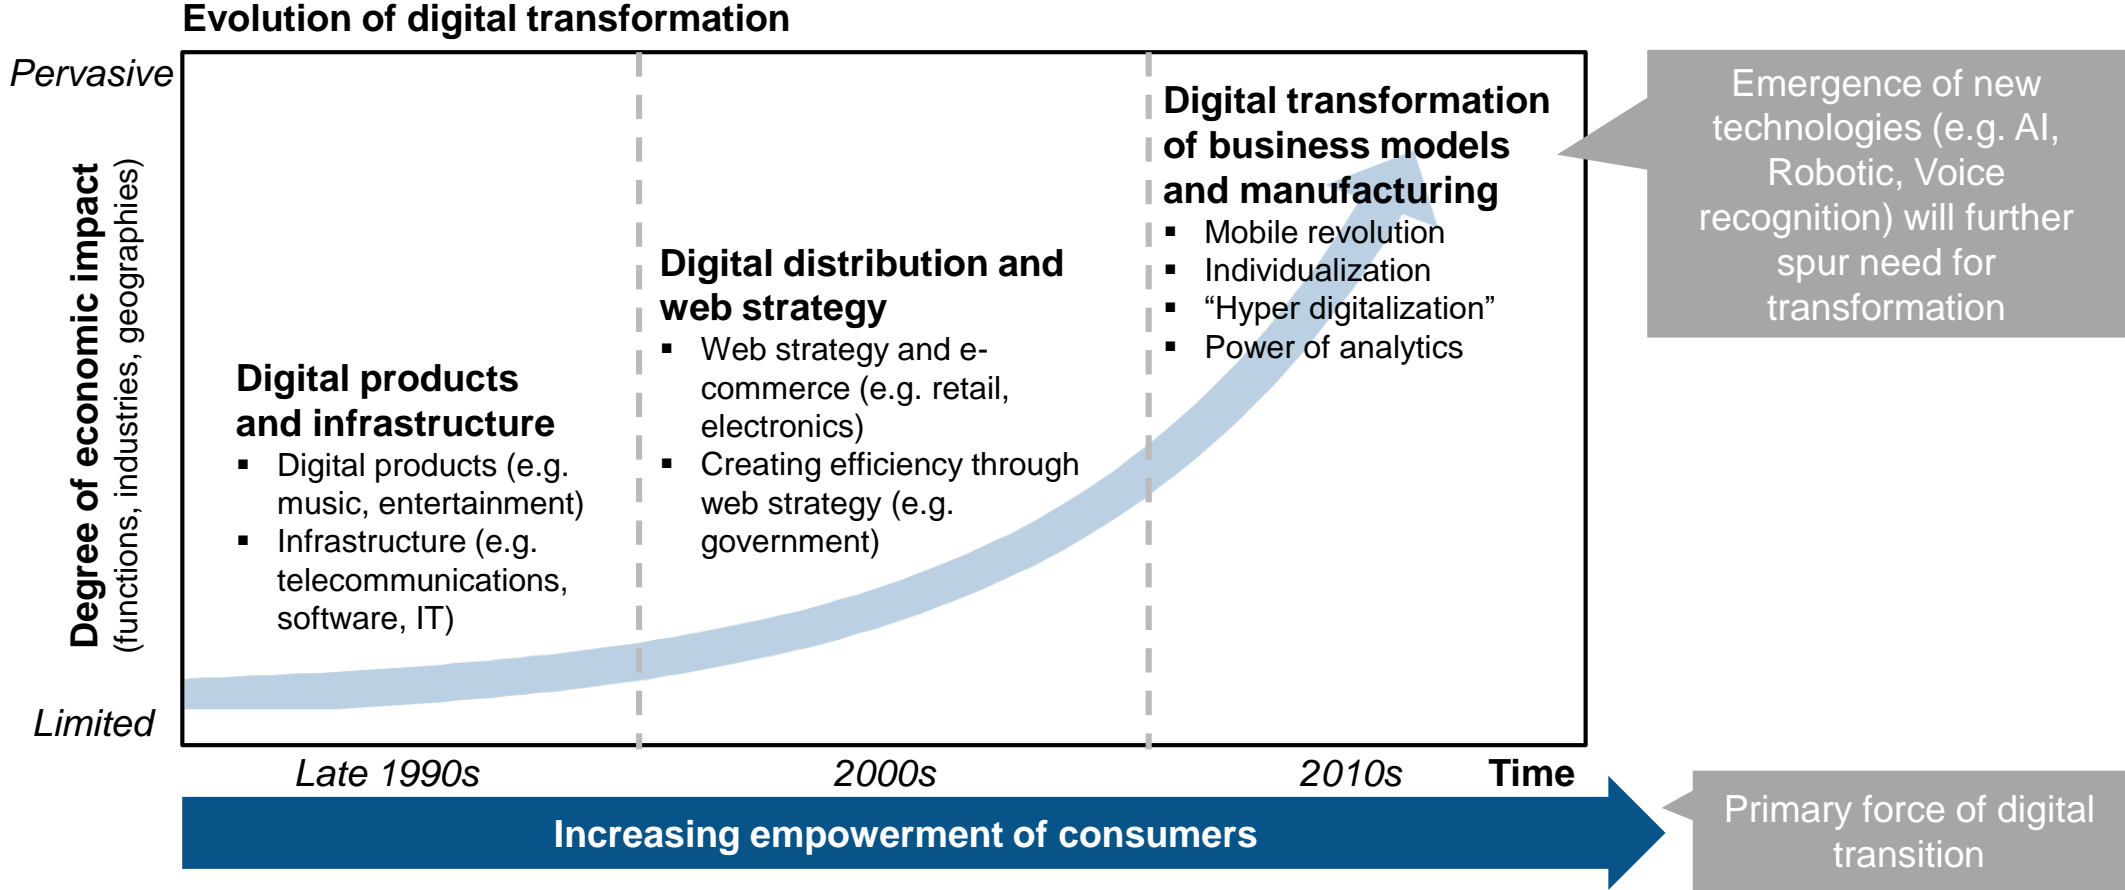 Evolution of digital transformation
Pervasive
Degree of economic impact
(functions, industries, geographies)
Limited
Digital products
and infrastructure
▪ Digital products (e.g.
music, entertainment)
▪ Infrastructure (e.g.
telecommunications,
software, IT)
Digital distribution and
web strategy
▪ Web strategy and e-
commerce (e.g. retail,
electronics)
▪ Creating efficiency through
web strategy (e.g.
government)
Digital transformation
of business models
and manufacturing
▪ Mobile revolution
▪ Individualization
▪ “Hyper digitalization”
▪ Power of analytics
Emergence of new
technologies (e.g. AI,
Robotic, Voice
recognition) will further
spur need for
transformation
Late 1990s
2000s
2010s
Time
Increasing empowerment of consumers
Primary force of digital
transition